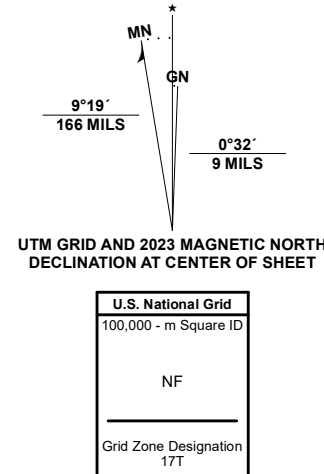 ★
MN
GN
9°19´
166 MILS
0°32´
9 MILS
UTM GRID AND 2023 MAGNETIC NORTH
DECLINATION AT CENTER OF SHEET
U.S. National Grid
100,000 - m Square ID
NF
Grid Zone Designation
17T